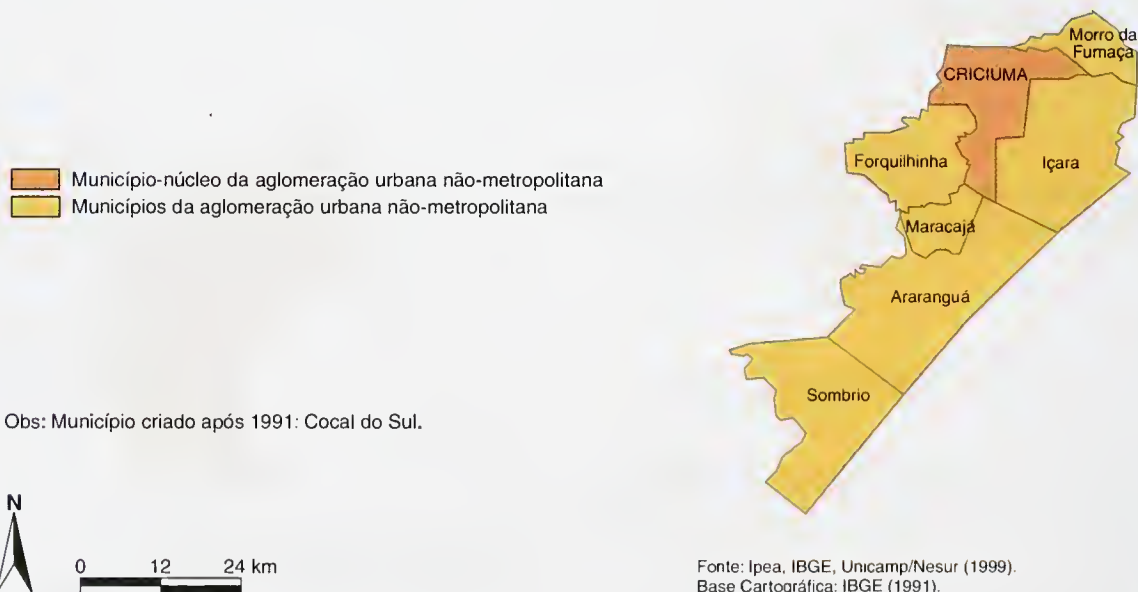 Morro da
Fumaça
CRICIÚMA
Forquilhinha
Içara
Maracajá
Araranguá
Sombrio
Município-núcleo da aglomeração urbana não-metropolitana
Municípios da aglomeração urbana não-metropolitana
Obs: Município criado após 1991: Cocal do Sul.
N
0 12 24 km
Fonte: Ipea, IBGE, Unicamp/Nesur (1999).
Base Cartográfica: IBGE (1991).